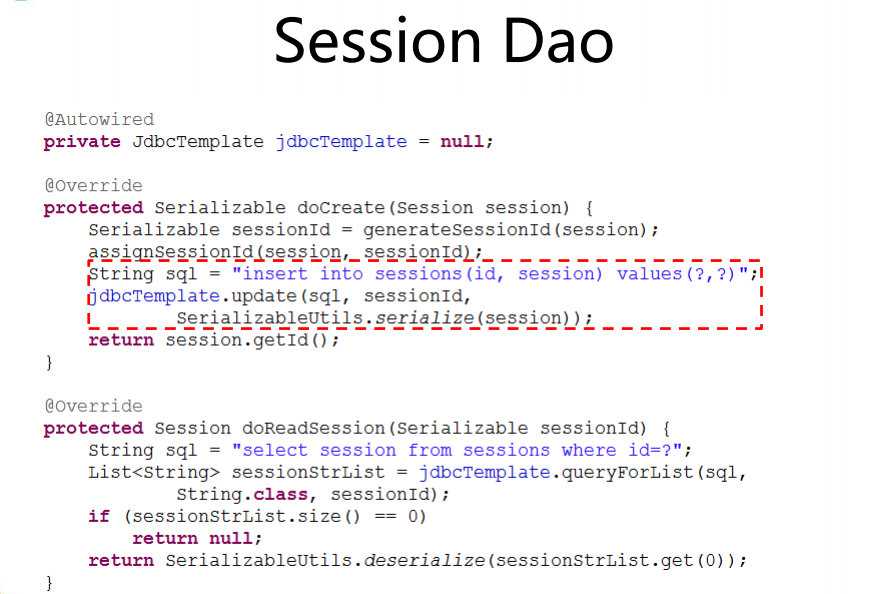 Session Dao
@Autowired
private JdbcTemplate jdbcTemplate = null;
@Override
protected Serializable doCreate(Session session) {
Serializable sessionId = generateSessionId(session);
assignSessionId(session, sessionId);
String sql = "insert into sessions(id, session) values(?,?)";
jdbcTemplate.update(sql, sessionId,
SerializableUtils.serialize(session));
return session.getId();
}
@Override
protected Session doReadSession(Serializable sessionId) {
String sql = "select session from sessions where id=?";
List<String> sessionStrList = jdbcTemplate.queryForList(sql,
String.class, sessionId);
if (sessionStrList.size() == 0)
return null;
return SerializableUtils.deserialize(sessionStrList.get(0));
}